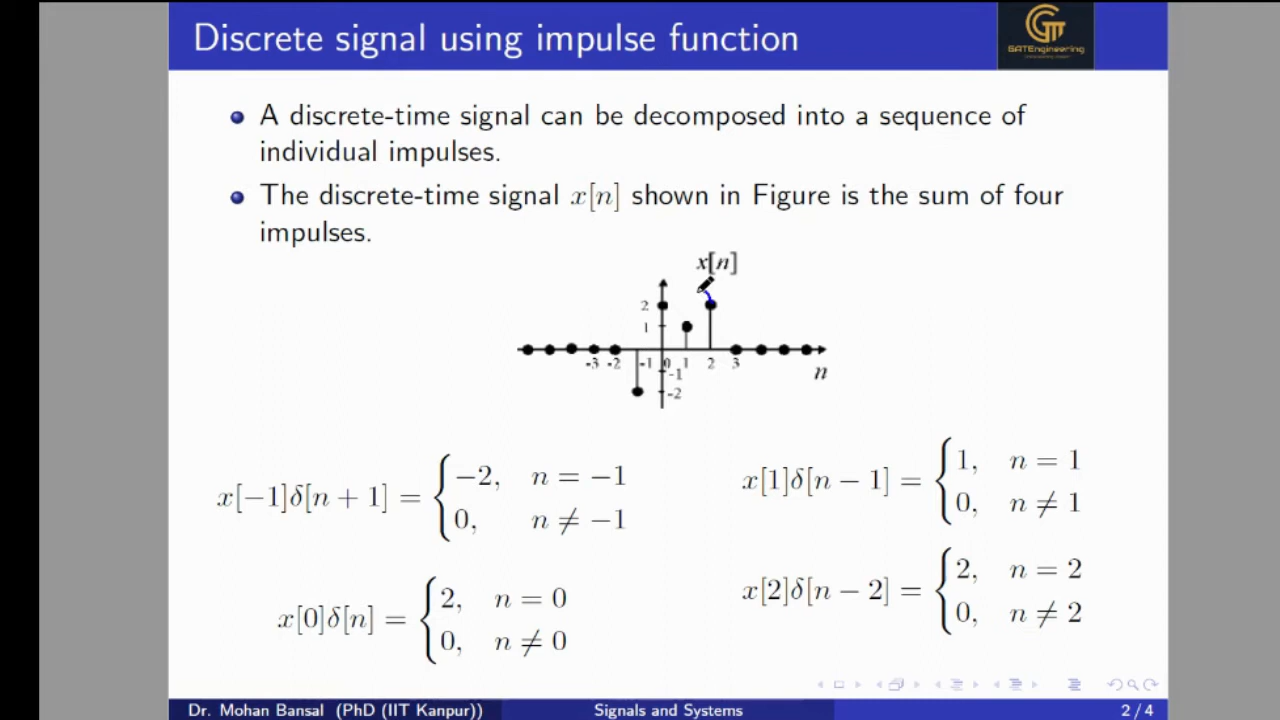 Discrete signal using impulse function
GATEngineering
A discrete-time signal can be decomposed into a sequence of
individual impulses.
The discrete-time signal x[n] shown in Figure is the sum of four
impulses.
x[n]
2
1
-3 -2 -1 0 1 2 3
-1
n
-2
x[−1]δ[n + 1] = { −2, n = −1
0, n ≠ −1
x[0]δ[n] = { 2, n = 0
0, n ≠ 0
x[1]δ[n − 1] = { 1, n = 1
0, n ≠ 1
x[2]δ[n − 2] = { 2, n = 2
0, n ≠ 2
Dr. Mohan Bansal (PhD (IIT Kanpur)) Signals and Systems 2 / 4